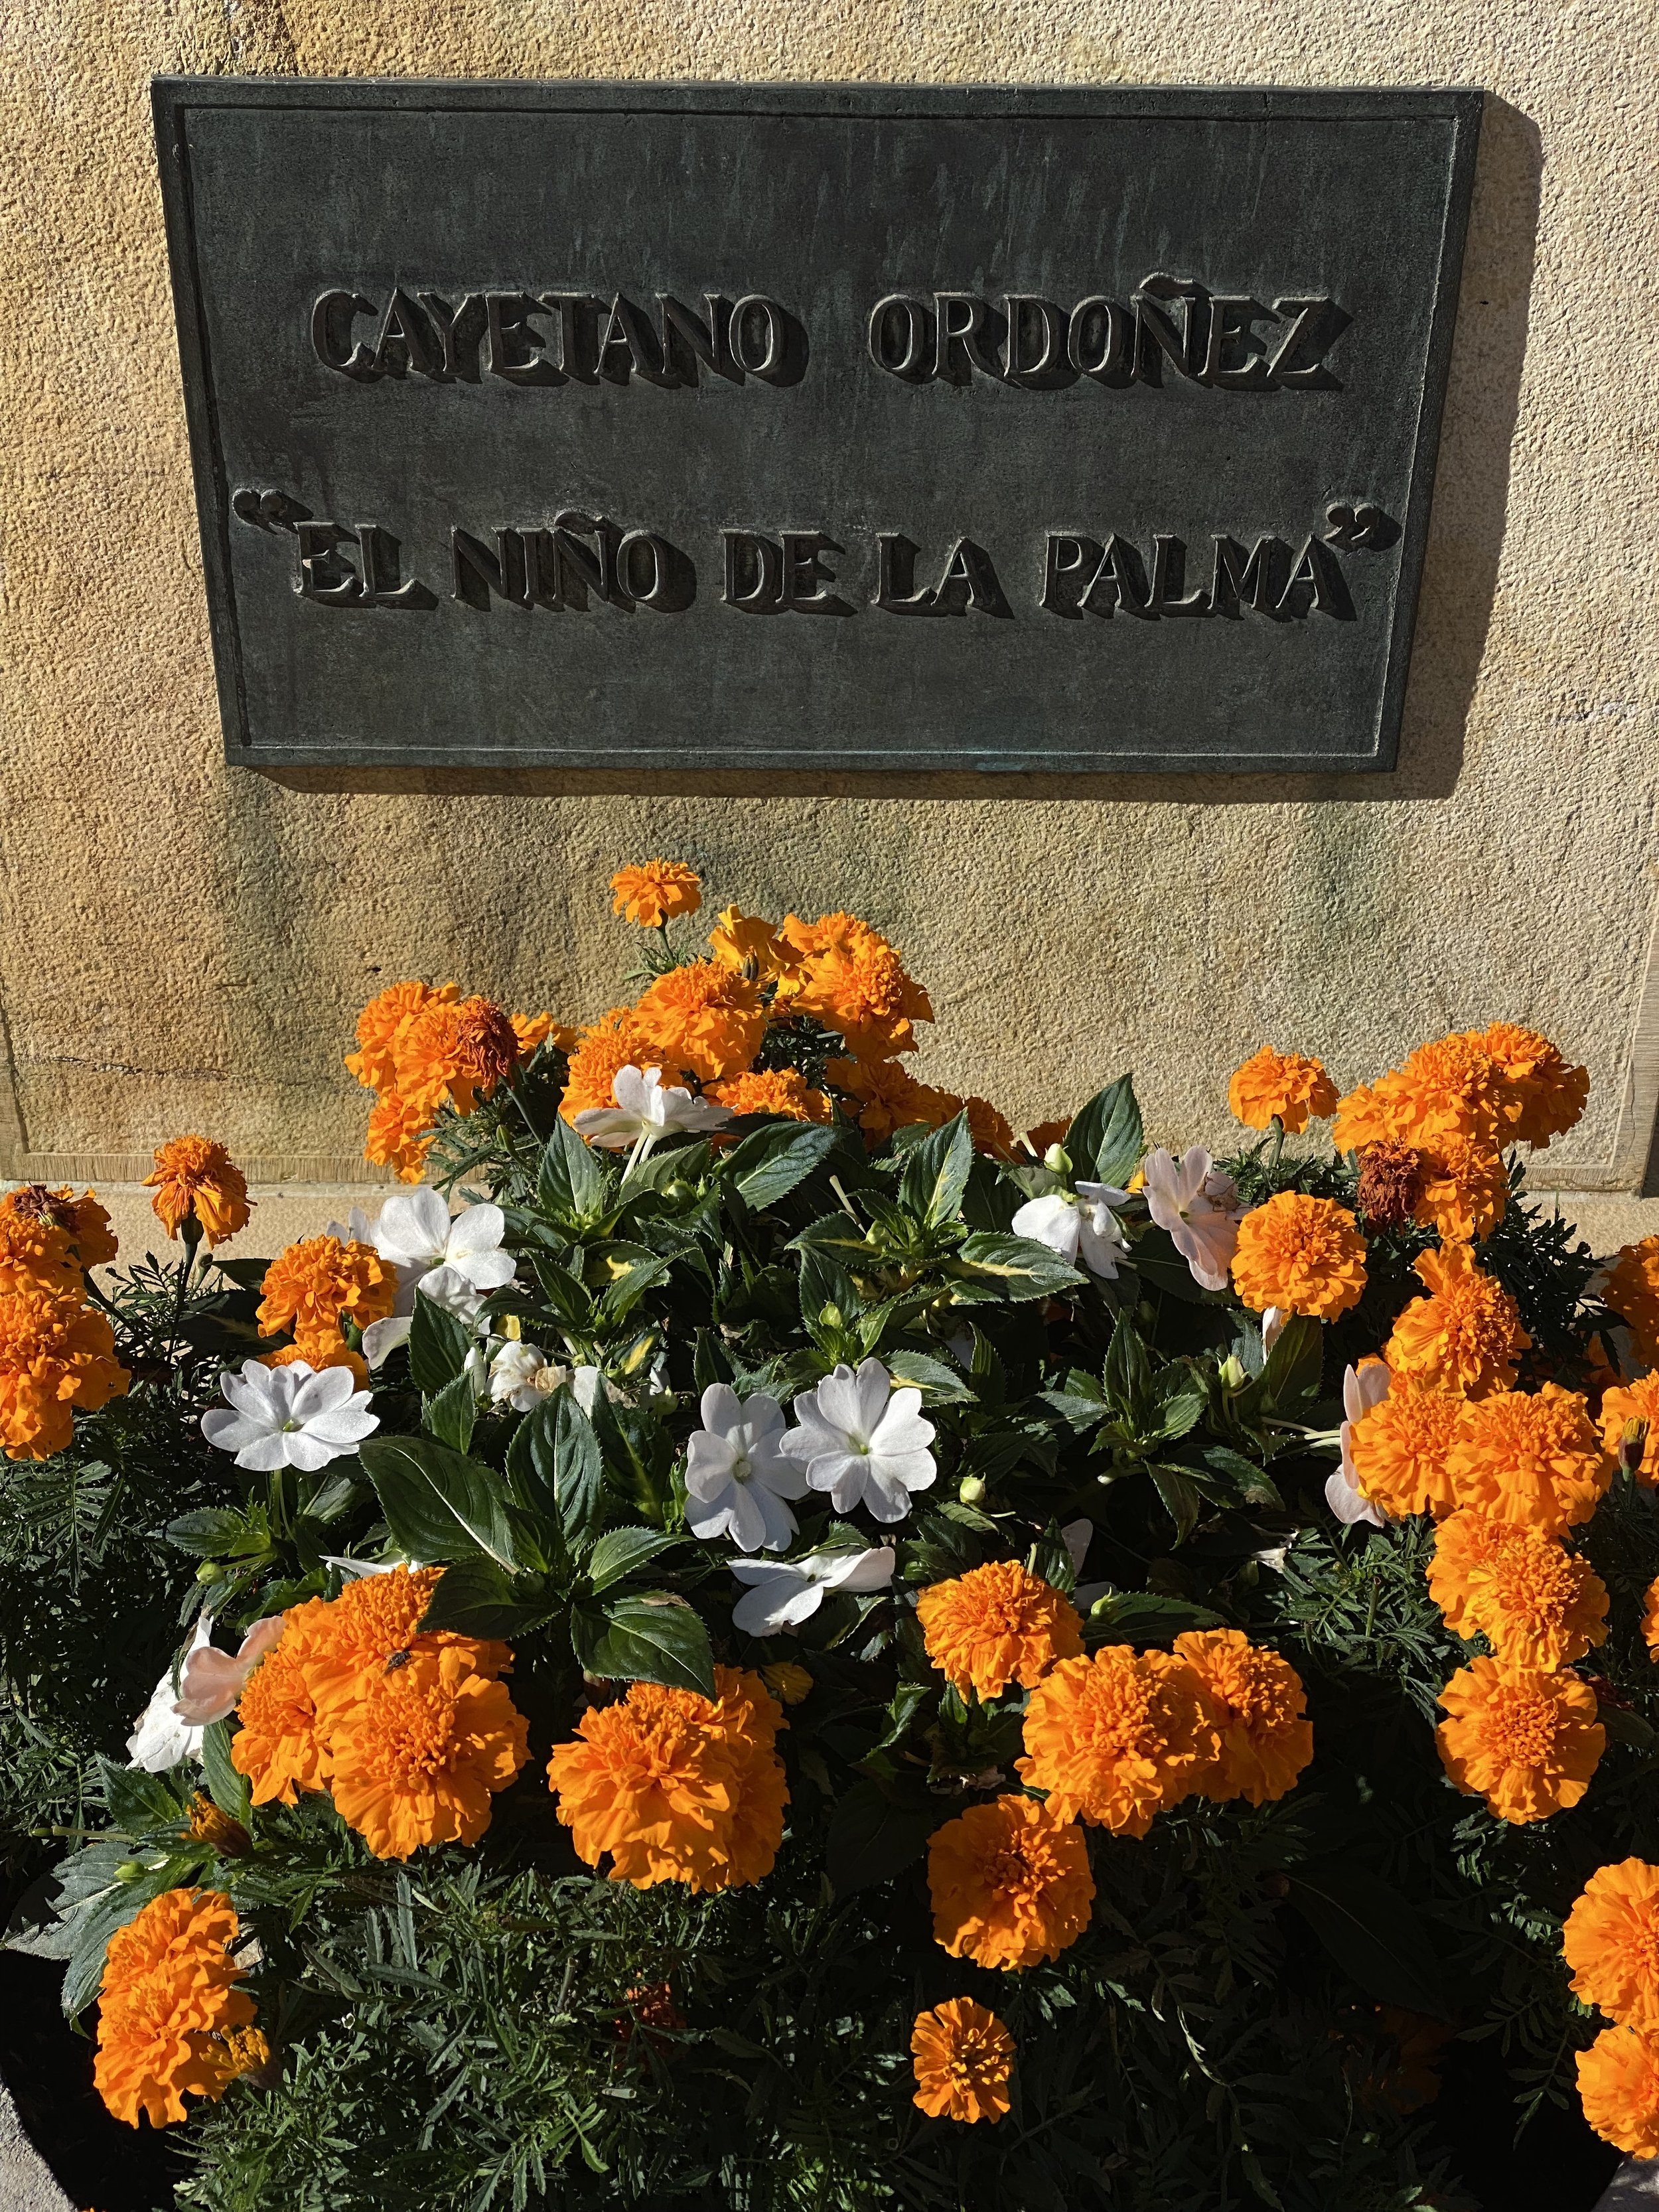 CAYETANO ORDOÑEZ
“EL NIÑO DE LA PALMA”